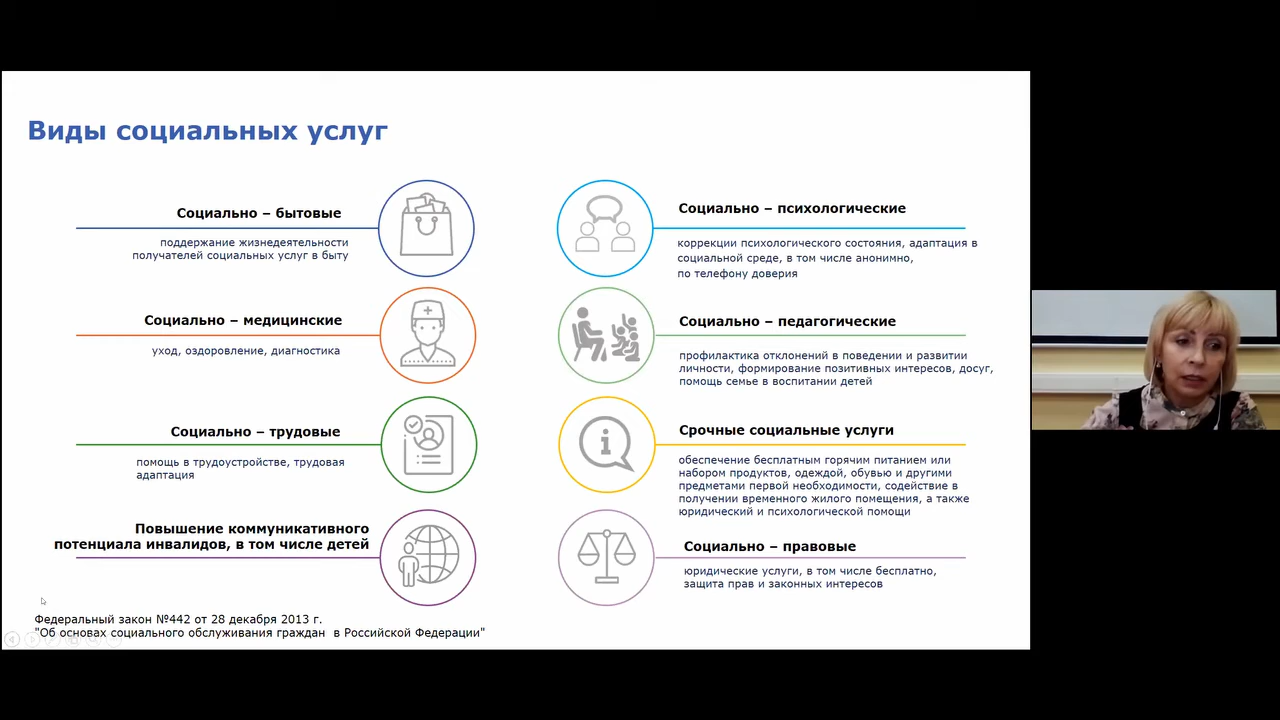 Виды социальных услуг
Социально – бытовые
поддержание жизнедеятельности
получателей социальных услуг в быту
Социально – медицинские
уход, оздоровление, диагностика
Социально – трудовые
помощь в трудоустройстве, трудовая
адаптация
Повышение коммуникативного
потенциала инвалидов, в том числе детей
Социально – психологические
коррекции психологического состояния, адаптация в
социальной среде, в том числе анонимно,
по телефону доверия
Социально – педагогические
профилактика отклонений в поведении и развитии
личности, формирование позитивных интересов, досуг,
помощь семье в воспитании детей
Срочные социальные услуги
обеспечение бесплатным горячим питанием или
набором продуктов, одеждой, обувью и другими
предметами первой необходимости, содействие в
получении временного жилого помещения, а также
юридический и психологической помощи
Социально – правовые
юридические услуги, в том числе бесплатно,
защита прав и законных интересов
Федеральный закон №442 от 28 декабря 2013 г.
"Об основах социального обслуживания граждан  в Российской Федерации"